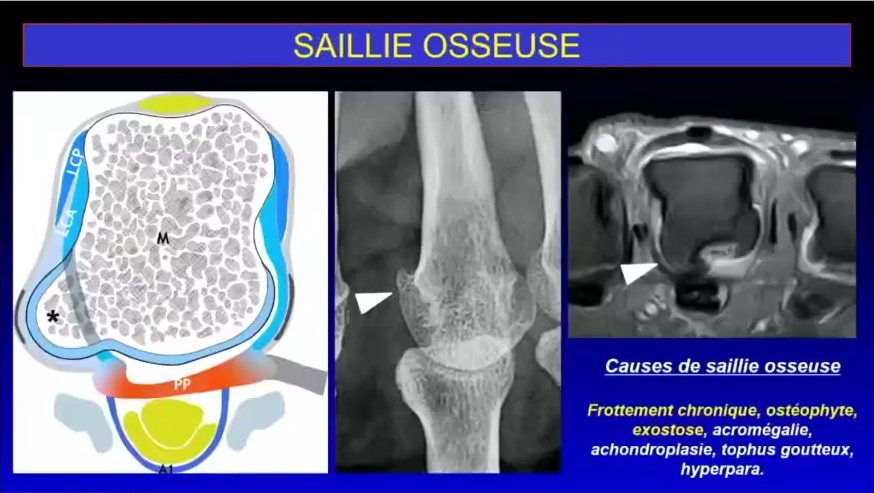 SAILLIE OSSEUSE
LCP
LCA
M
*
PP
A1
Causes de saillie osseuse
Frottement chronique, ostéophyte,
exostose, acromégalie,
achondroplasie, tophus goutteux,
hyperpara.